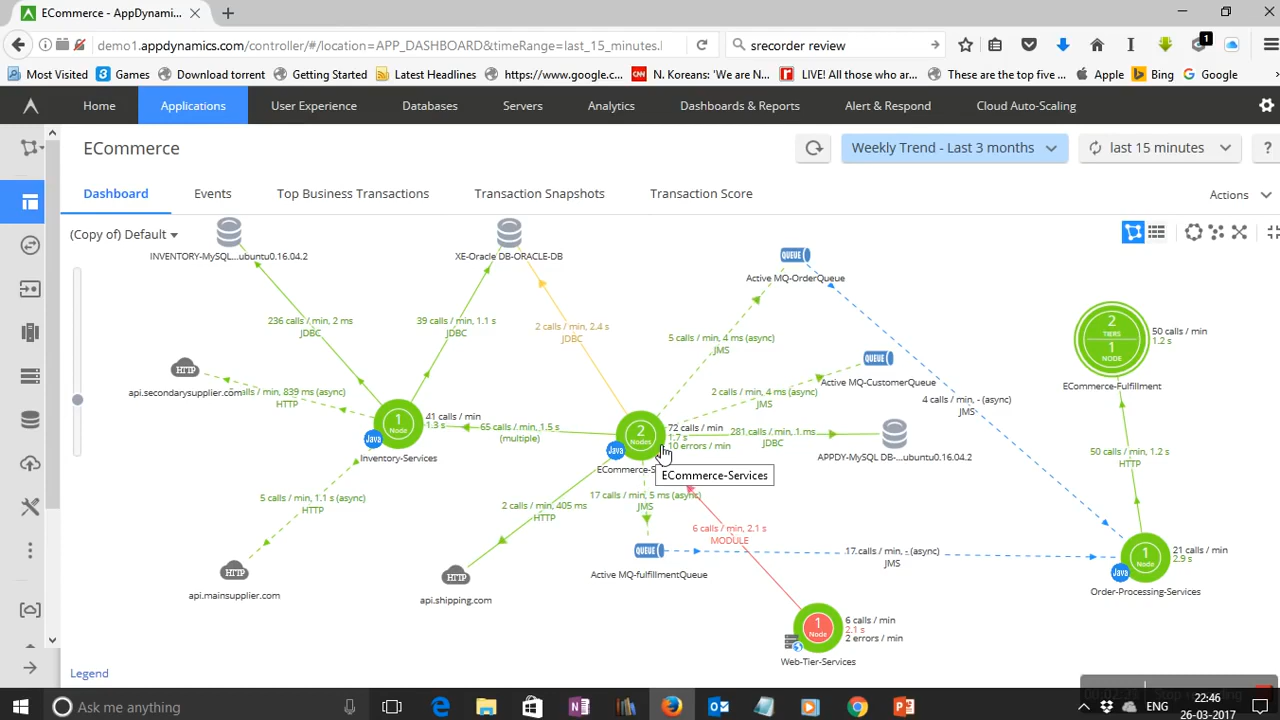 ECommerce - AppDynamics
demo1.appdynamics.com/controller/#/location=APP_DASHBOARD&timeRange=last_15_minutes.
srecorder review
1
Most Visited
Games
Download torrent
Getting Started
Latest Headlines
https://www.google.c...
N. Koreans: 'We are N...
LIVE! All those who ar...
These are the top five ...
Apple
Bing
Google
Home
Applications
User Experience
Databases
Servers
Analytics
Dashboards & Reports
Alert & Respond
Cloud Auto-Scaling
ECommerce
Weekly Trend - Last 3 months
last 15 minutes
?
Dashboard
Events
Top Business Transactions
Transaction Snapshots
Transaction Score
Actions
(Copy of) Default
INVENTORY-MySQL...ubuntu0.16.04.2
XE-Oracle DB-ORACLE-DB
QUEUE
Active MQ-OrderQueue
236 calls / min, 2 ms
JDBC
39 calls / min, 1.1 s
JDBC
2 calls / min, 2.4 s
JDBC
5 calls / min, 4 ms (async)
JMS
2
TIERS
1
NODE
50 calls / min
1.2 s
ECommerce-Fulfillment
HTTP
api.secondarysupplier.com
calls / min, 839 ms (async)
HTTP
QUEUE
Active MQ-CustomerQueue
2 calls / min, 4 ms (async)
JMS
4 calls / min, - (async)
JMS
1
Node
Java
41 calls / min
1.3 s
Inventory-Services
65 calls / min, 1.5 s
(multiple)
2
Nodes
Java
72 calls / min
1.7 s
10 errors / min
ECommerce-S
ECommerce-Services
281 calls / min, 1 ms
JDBC
APPDY-MySQL DB-...ubuntu0.16.04.2
50 calls / min, 1.2 s
HTTP
5 calls / min, 1.1 s (async)
HTTP
2 calls / min, 405 ms
HTTP
17 calls / min, 5 ms (async)
JMS
6 calls / min, 2.1 s
MODULE
HTTP
api.mainsupplier.com
HTTP
api.shipping.com
QUEUE
Active MQ-fulfillmentQueue
17 calls / min, - (async)
JMS
1
Node
Java
21 calls / min
2.9 s
Order-Processing-Services
1
Node
6 calls / min
2.1 s
2 errors / min
Web-Tier-Services
Legend
Ask me anything
ENG
22:46
26-03-2017